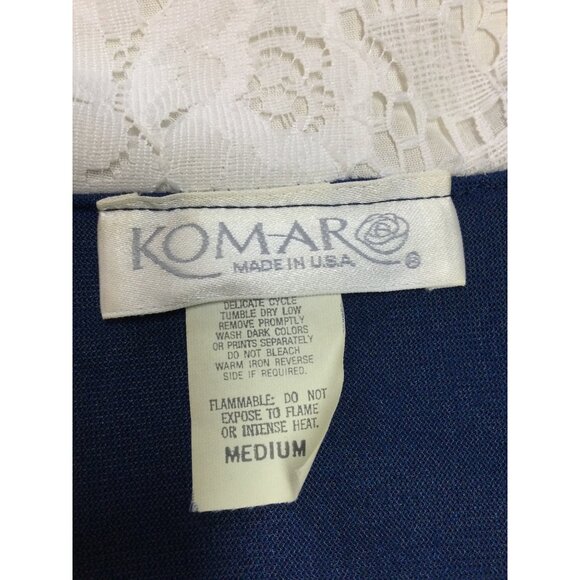 KOMAR
MADE IN U.S.A.
®
DELICATE CYCLE
TUMBLE DRY LOW
REMOVE PROMPTLY
WASH DARK COLORS
OR PRINTS SEPARATELY
DO NOT BLEACH
WARM IRON REVERSE
SIDE IF REQUIRED.
FLAMMABLE: DO NOT
EXPOSE TO FLAME
OR INTENSE HEAT.
MEDIUM